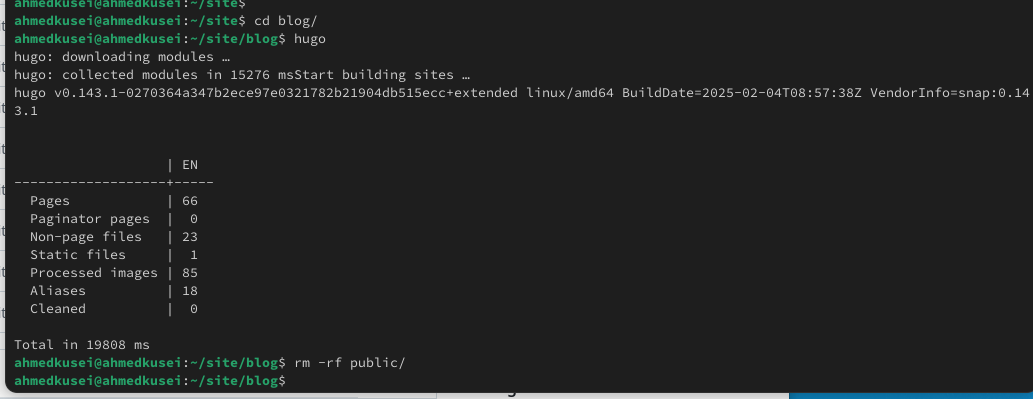 ahmedkusei@ahmedkusei:~/site$
ahmedkusei@ahmedkusei:~/site$ cd blog/
ahmedkusei@ahmedkusei:~/site/blog$ hugo
hugo: downloading modules …
hugo: collected modules in 15276 msStart building sites …
hugo v0.143.1-0270364a347b2ece97e0321782b21904db515ecc+extended linux/amd64 BuildDate=2025-02-04T08:57:38Z VendorInfo=snap:0.14
3.1
                   | EN
-------------------+-----
  Pages            | 66
  Paginator pages  |  0
  Non-page files   | 23
  Static files     |  1
  Processed images | 85
  Aliases          | 18
  Cleaned          |  0
Total in 19808 ms
ahmedkusei@ahmedkusei:~/site/blog$ rm -rf public/
ahmedkusei@ahmedkusei:~/site/blog$